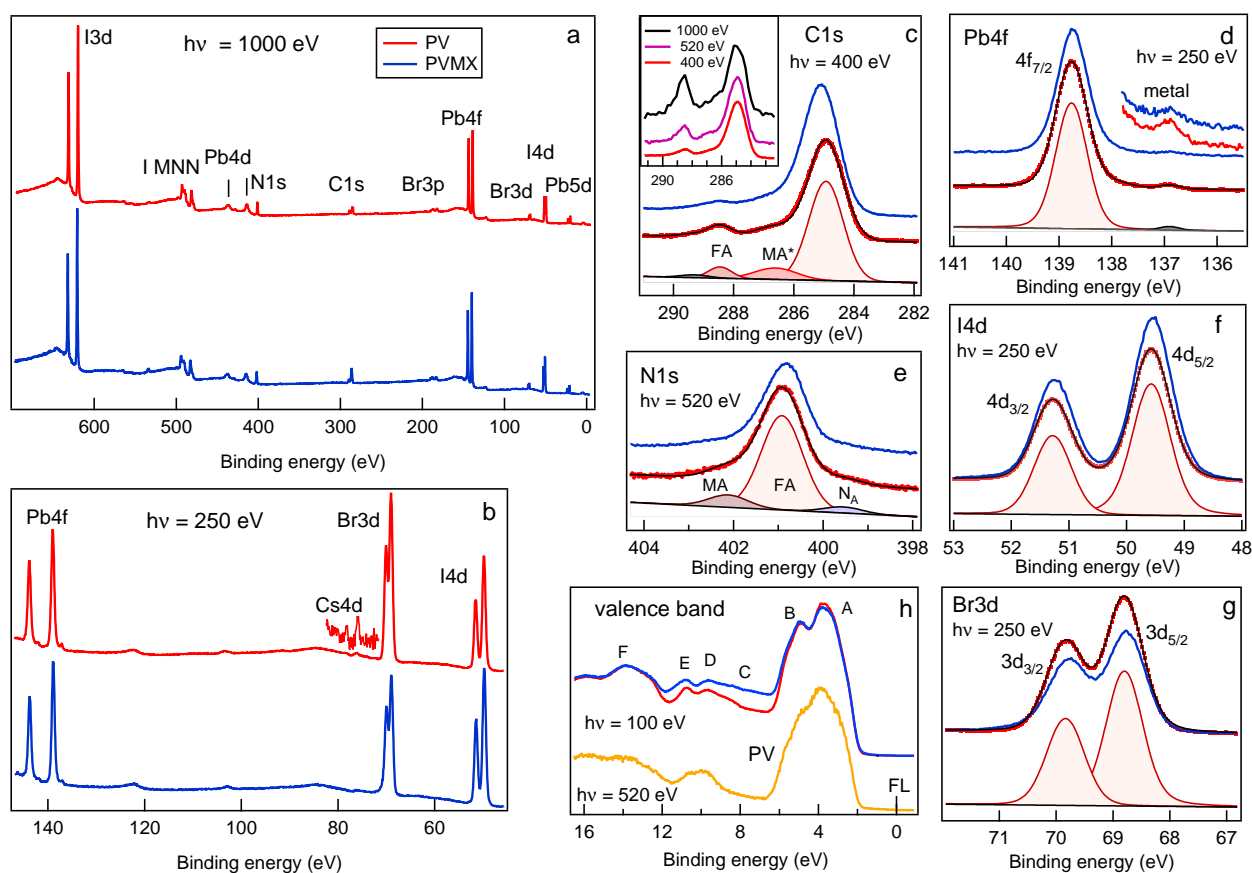 a
I3d
hν = 1000 eV
PV
PVMX
Pb4f
I MNN
Pb4d
N1s
C1s
Br3p
Br3d
I4d
Pb5d
600 500 400 300 200 100 0
Binding energy (eV)
b
Pb4f
hν = 250 eV
Br3d
Cs4d
I4d
140 120 100 80 60
Binding energy (eV)
c
1000 eV
520 eV
400 eV
290 286
C1s
hν = 400 eV
FA
MA*
290 288 286 284 282
Binding energy (eV)
d
Pb4f
4f7/2
hν = 250 eV
metal
141 140 139 138 137 136
Binding energy (eV)
e
N1s
hν = 520 eV
MA
FA
NA
404 402 400 398
Binding energy (eV)
f
I4d
hν = 250 eV
4d3/2
4d5/2
53 52 51 50 49 48
Binding energy (eV)
h
valence band
F
E
D
C
B
A
hν = 100 eV
PV
hν = 520 eV
FL
16 12 8 4 0
Binding energy (eV)
g
Br3d
hν = 250 eV
3d3/2
3d5/2
71 70 69 68 67
Binding energy (eV)